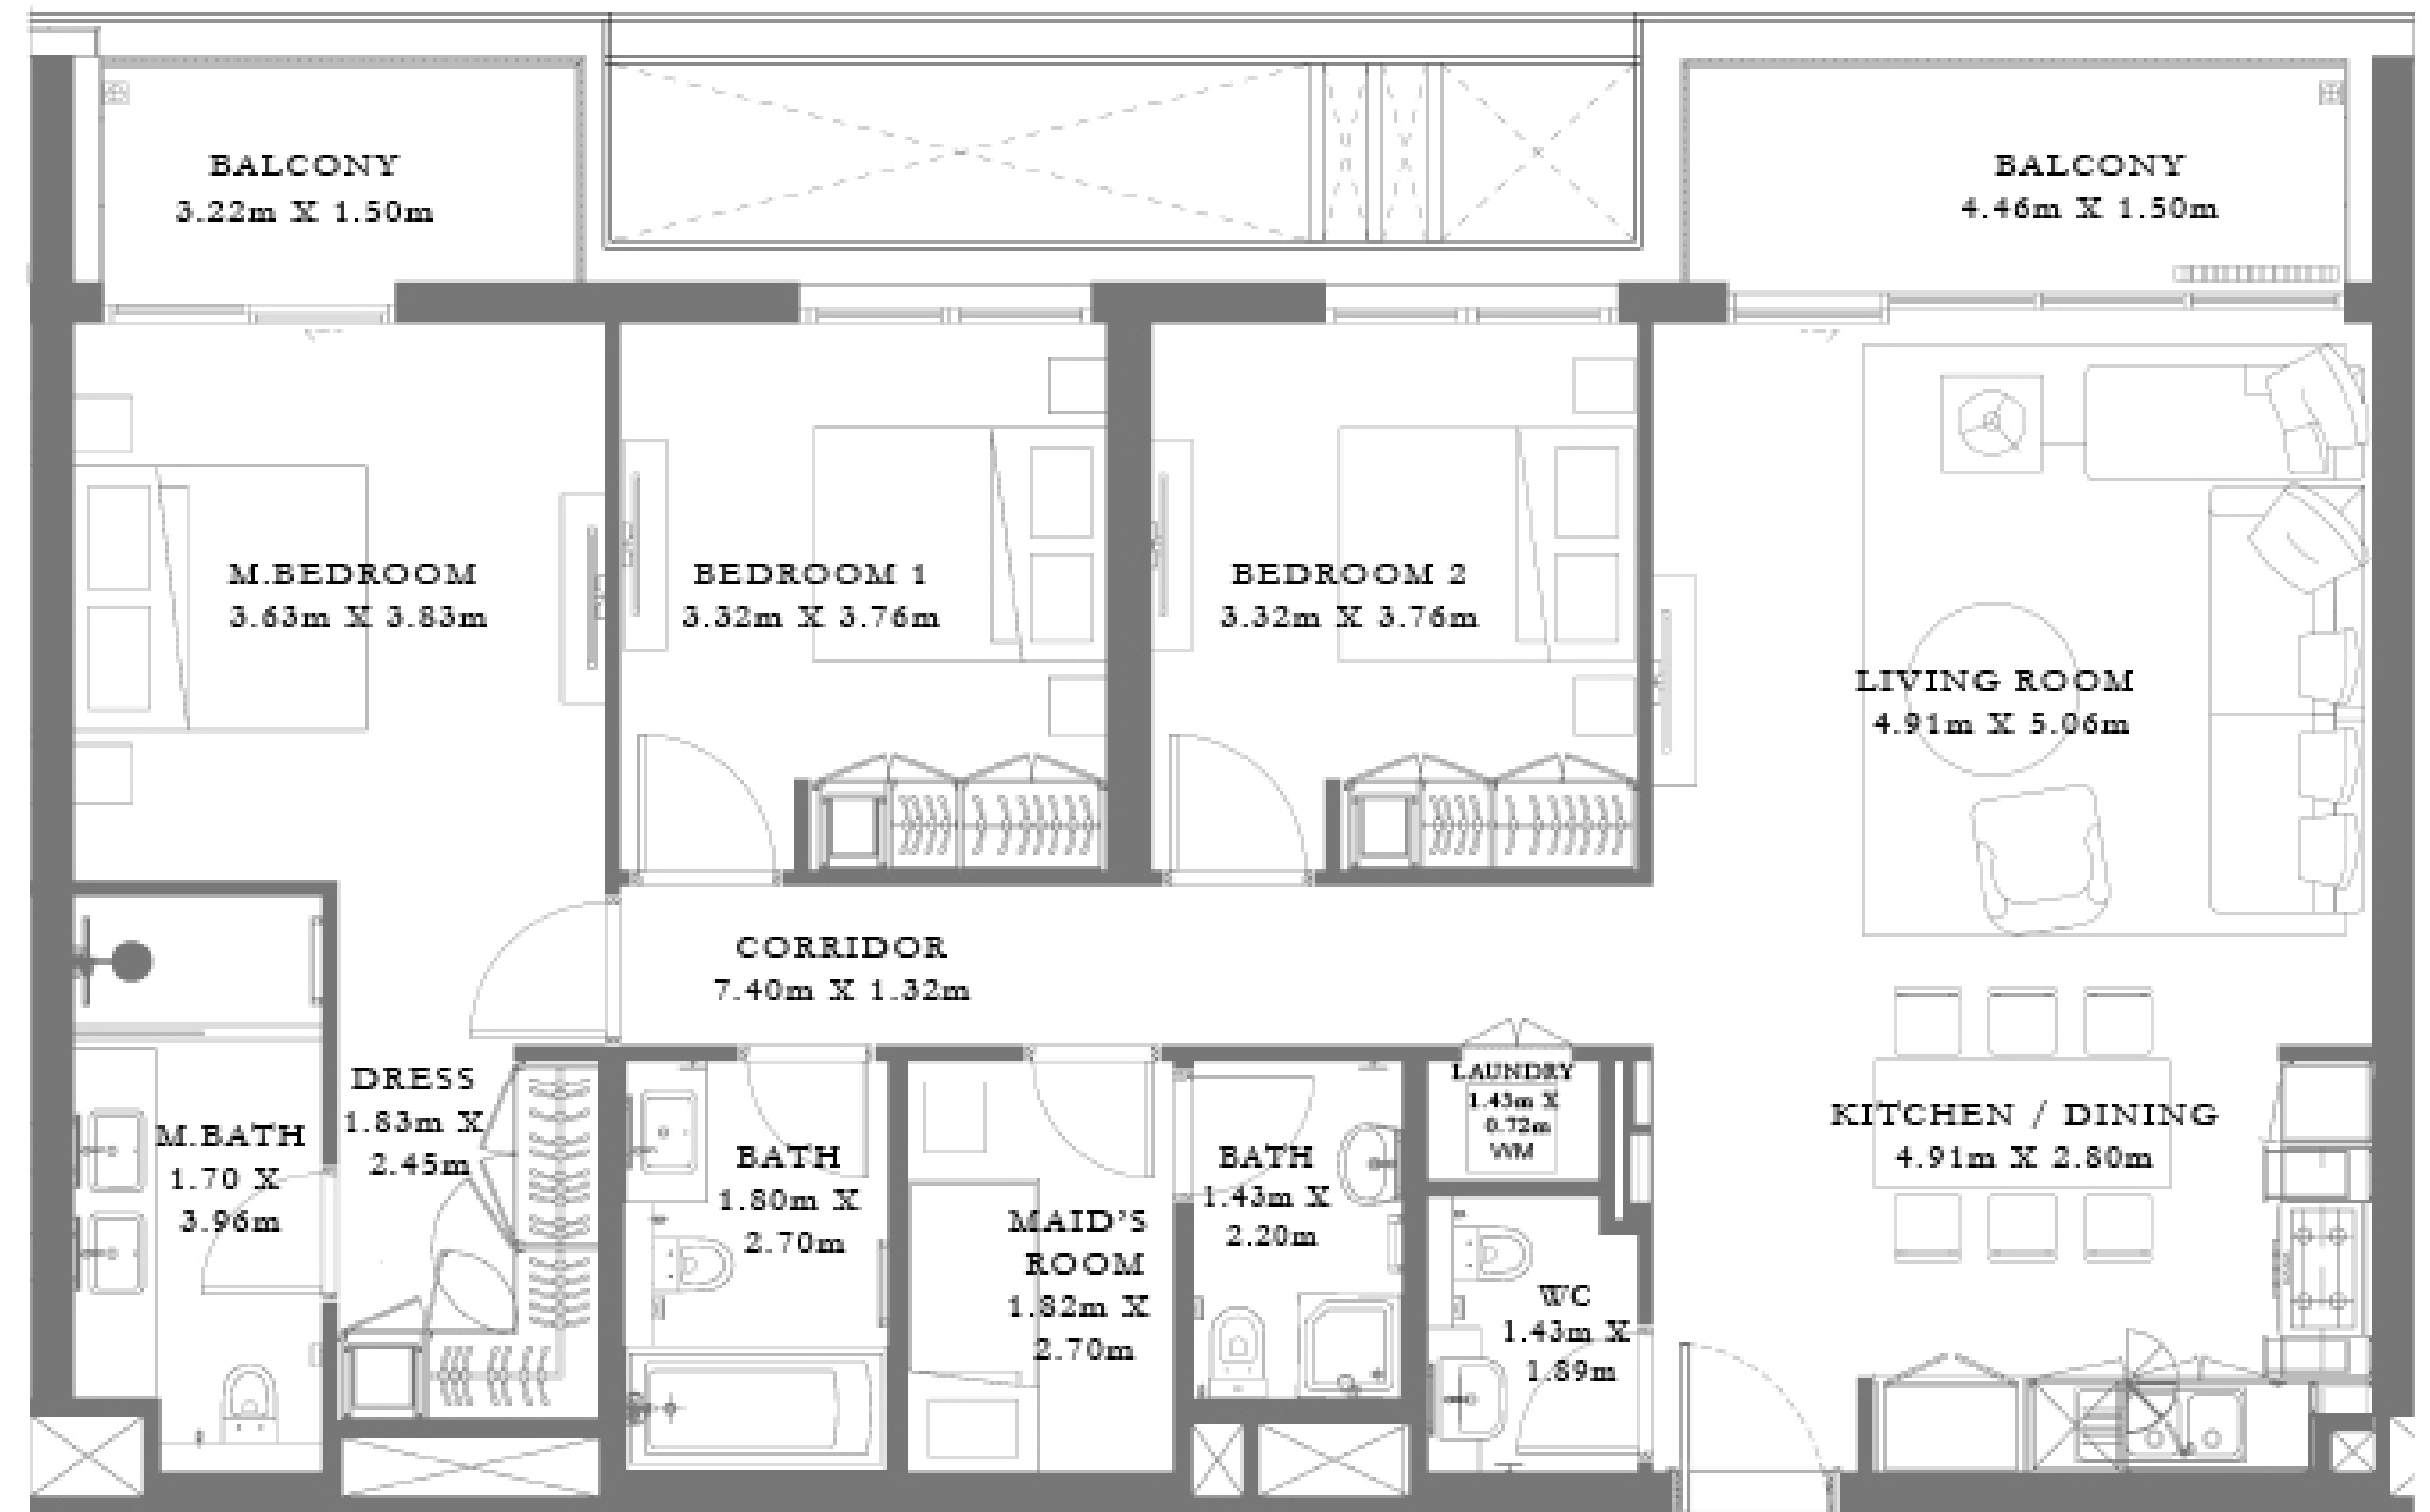 BALCONY
3.22m X 1.50m
BALCONY
4.46m X 1.50m
M.BEDROOM
3.63m X 3.83m
BEDROOM 1
3.32m X 3.76m
BEDROOM 2
3.32m X 3.76m
LIVING ROOM
4.91m X 5.06m
CORRIDOR
7.40m X 1.32m
DRESS
1.83m X
2.45m
M.BATH
1.70 X
3.96m
BATH
1.80m X
2.70m
MAID'S
ROOM
1.82m X
2.70m
BATH
1.43m X
2.20m
LAUNDRY
1.43m X
0.72m
WM
WC
1.43m X
1.89m
KITCHEN / DINING
4.91m X 2.80m